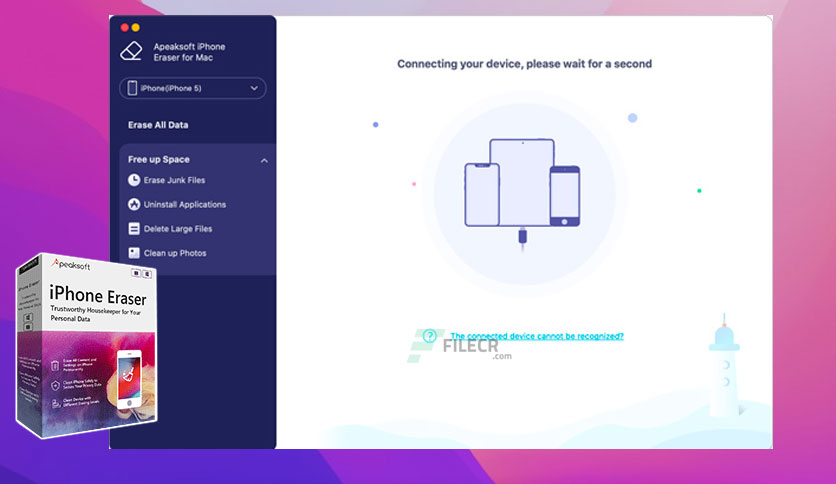 Apeaksoft iPhone
Eraser for Mac
iPhone(iPhone 5)
Erase All Data
Free up Space
Erase Junk Files
Uninstall Applications
Delete Large Files
Clean up Photos
Connecting your device, please wait for a second
? The connected device cannot be recognized?
FILECR
.com
Apeaksoft
iPhone Eraser
Trustworthy Housekeeper for Your
Personal Data
Erase All Content and
Settings on iPhone
Permanently
Clean iPhone Safely to
Secure Your Privacy Data
Clean Device with
Different Erasing Levels